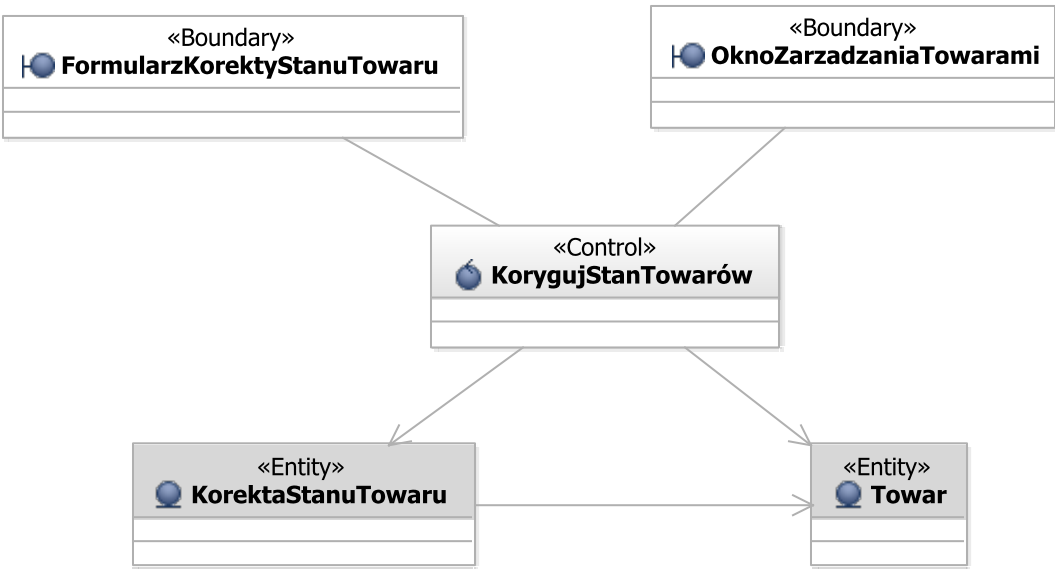 «Boundary»
FormularzKorektyStanuTowaru
«Boundary»
OknoZarzadzaniaTowarami
«Control»
KorygujStanTowarów
«Entity»
KorektaStanuTowaru
«Entity»
Towar